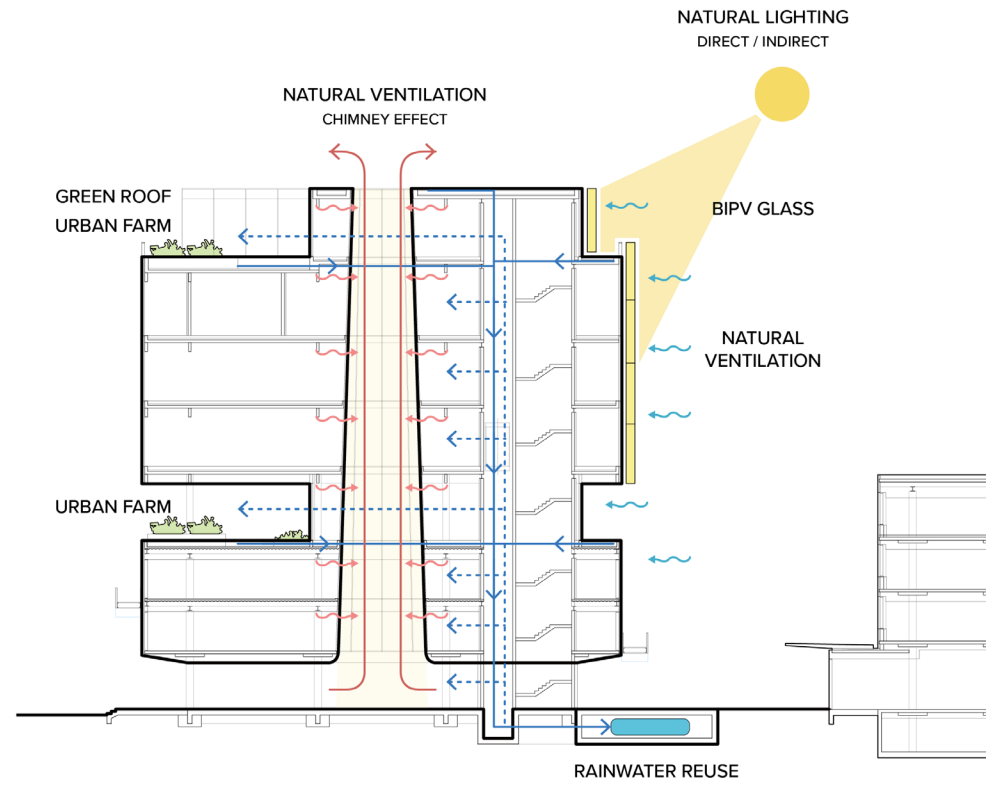 NATURAL LIGHTING
DIRECT / INDIRECT
NATURAL VENTILATION
CHIMNEY EFFECT
GREEN ROOF
URBAN FARM
BIPV GLASS
NATURAL
VENTILATION
URBAN FARM
RAINWATER REUSE